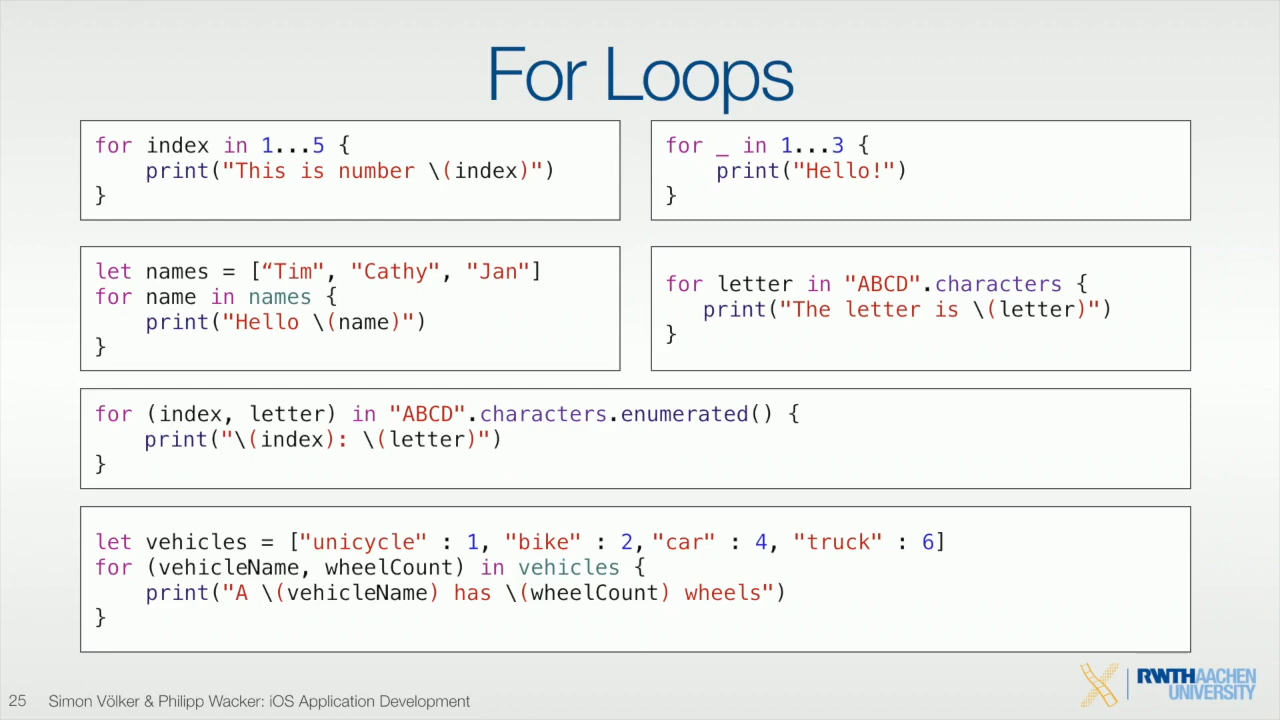 For Loops
for index in 1...5 {
    print("This is number \(index)")
}
for _ in 1...3 {
    print("Hello!")
}
let names = [“Tim", "Cathy", "Jan"]
for name in names {
    print("Hello \(name)")
}
for letter in "ABCD".characters {
   print("The letter is \(letter)")
}
for (index, letter) in "ABCD".characters.enumerated() {
    print("\(index): \(letter)")
}
let vehicles = ["unicycle" : 1, "bike" : 2, "car" : 4, "truck" : 6]
for (vehicleName, wheelCount) in vehicles {
    print("A \(vehicleName) has \(wheelCount) wheels")
}
25 Simon Völker & Philipp Wacker: iOS Application Development
RWTHAACHEN
UNIVERSITY